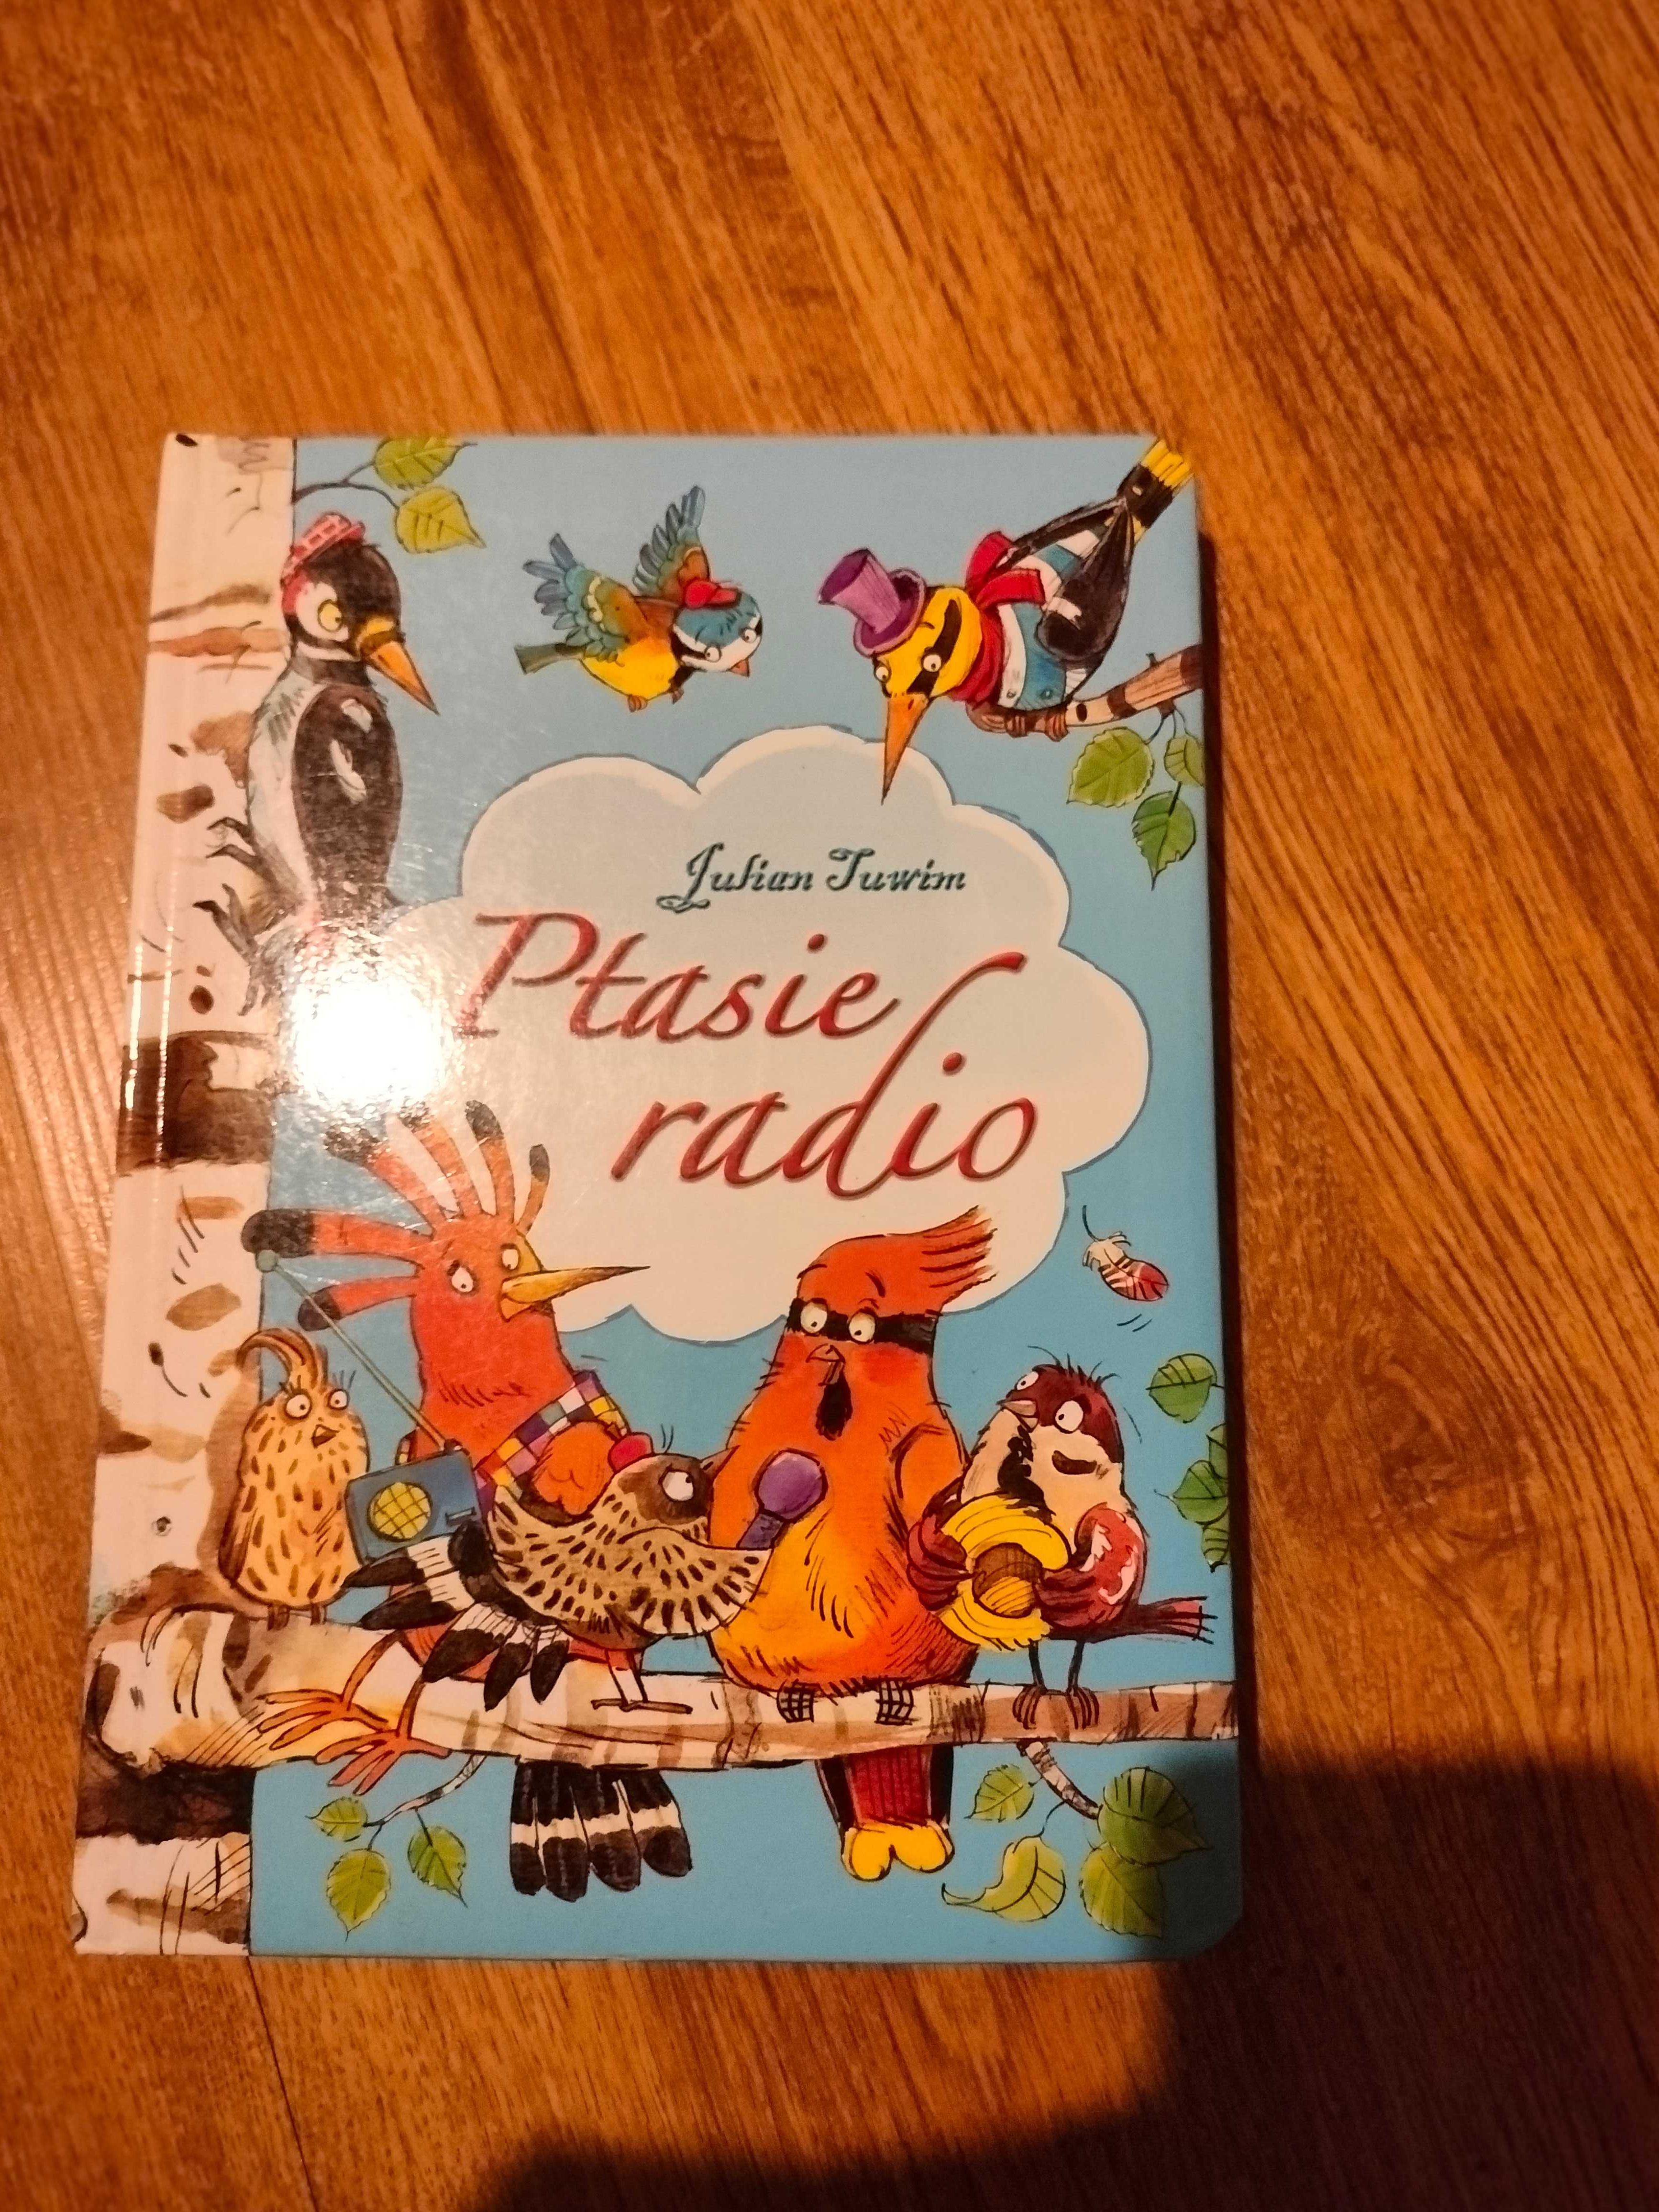 Julian Tuwim
Ptasie
radio